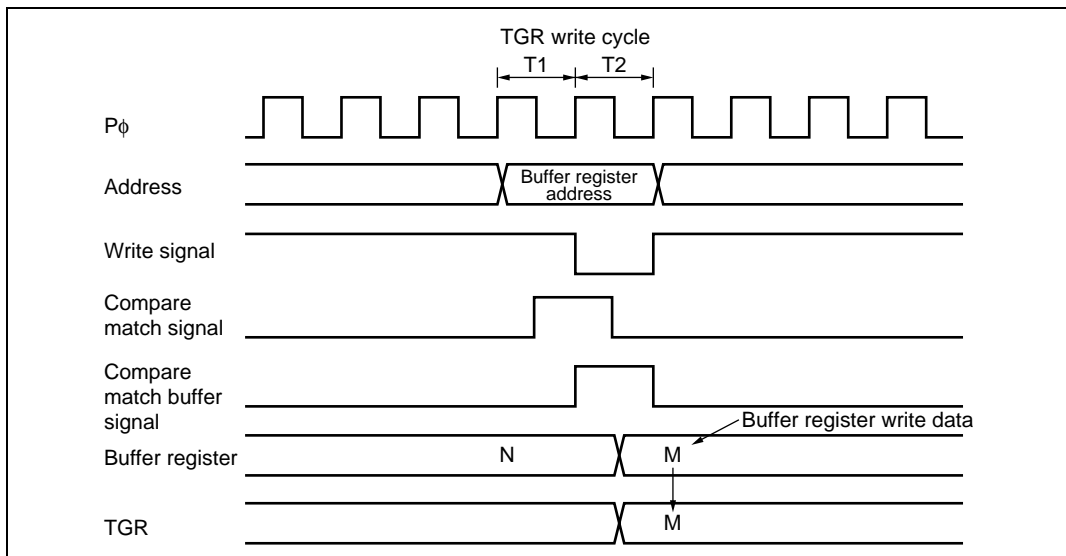 TGR write cycle
T1 T2
Pϕ
Address
Buffer register
address
Write signal
Compare
match signal
Compare
match buffer
signal
Buffer register write data
Buffer register
N M
TGR
M